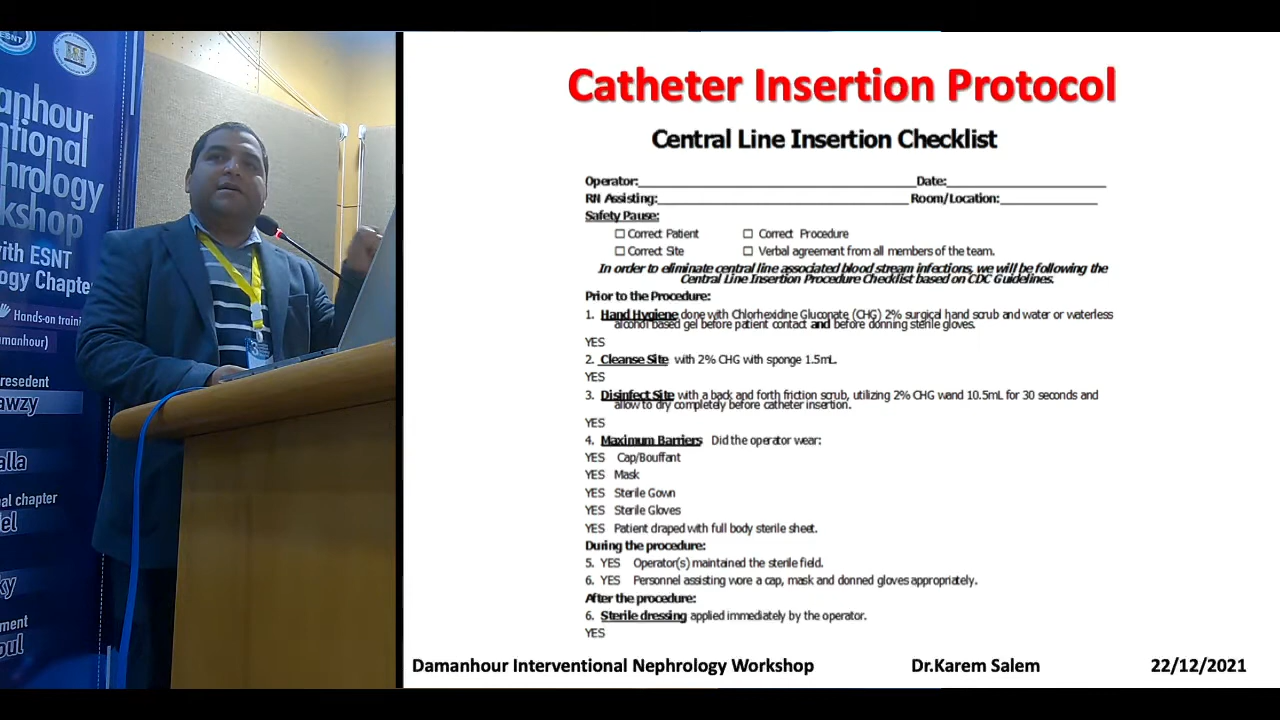 ESNT
anhour
ntional
hrology
kshop
with ESNT
ology Chapte
Hands-on traini
amanhour)
resedent
awzy
alla
nal chapter
el
ky
ment
oul
Catheter Insertion Protocol
Central Line Insertion Checklist
Operator: Date:
RN Assisting: Room/Location:
Safety Pause:
☐ Correct Patient ☐ Correct Procedure
☐ Correct Site ☐ Verbal agreement from all members of the team.
In order to eliminate central line associated blood stream infections, we will be following the
Central Line Insertion Procedure Checklist based on CDC Guidelines.
Prior to the Procedure:
1. Hand Hygiene done with Chlorhexidine Gluconate (CHG) 2% surgical hand scrub and water or waterless
alcohol based gel before patient contact and before donning sterile gloves.
YES
2. Cleanse Site with 2% CHG with sponge 1.5mL.
YES
3. Disinfect Site with a back and forth friction scrub, utilizing 2% CHG wand 10.5mL for 30 seconds and
allow to dry completely before catheter insertion.
YES
4. Maximum Barriers Did the operator wear:
YES Cap/Bouffant
YES Mask
YES Sterile Gown
YES Sterile Gloves
YES Patient draped with full body sterile sheet.
During the procedure:
5. YES Operator(s) maintained the sterile field.
6. YES Personnel assisting wore a cap, mask and donned gloves appropriately.
After the procedure:
6. Sterile dressing applied immediately by the operator.
YES
Damanhour Interventional Nephrology Workshop Dr.Karem Salem 22/12/2021